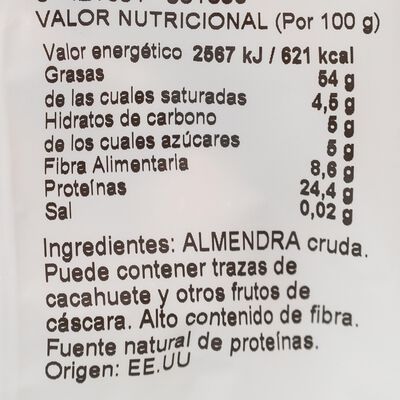 VALOR NUTRICIONAL (Por 100 g)
Valor energético 2567 kJ / 621 kcal
Grasas 54 g
de las cuales saturadas 4,5 g
Hidratos de carbono 5 g
de los cuales azúcares 5 g
Fibra Alimentaria 8,6 g
Proteínas 24,4 g
Sal 0,02 g
Ingredientes: ALMENDRA cruda.
Puede contener trazas de
cacahuete y otros frutos de
cáscara. Alto contenido de fibra.
Fuente natural de proteínas.
Origen: EE.UU